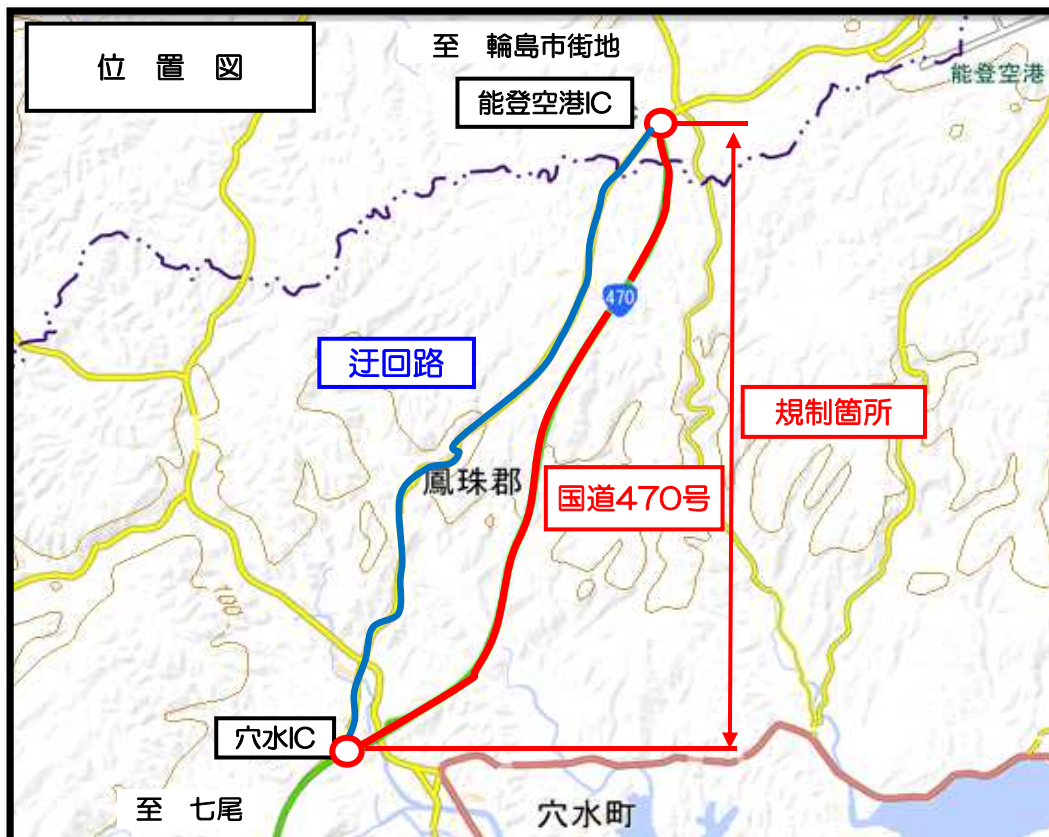 位 置 図
至 輪島市街地
能登空港
能登空港IC
470
迂回路
規制箇所
鳳珠郡
国道470号
100
穴水IC
至 七尾
穴水町